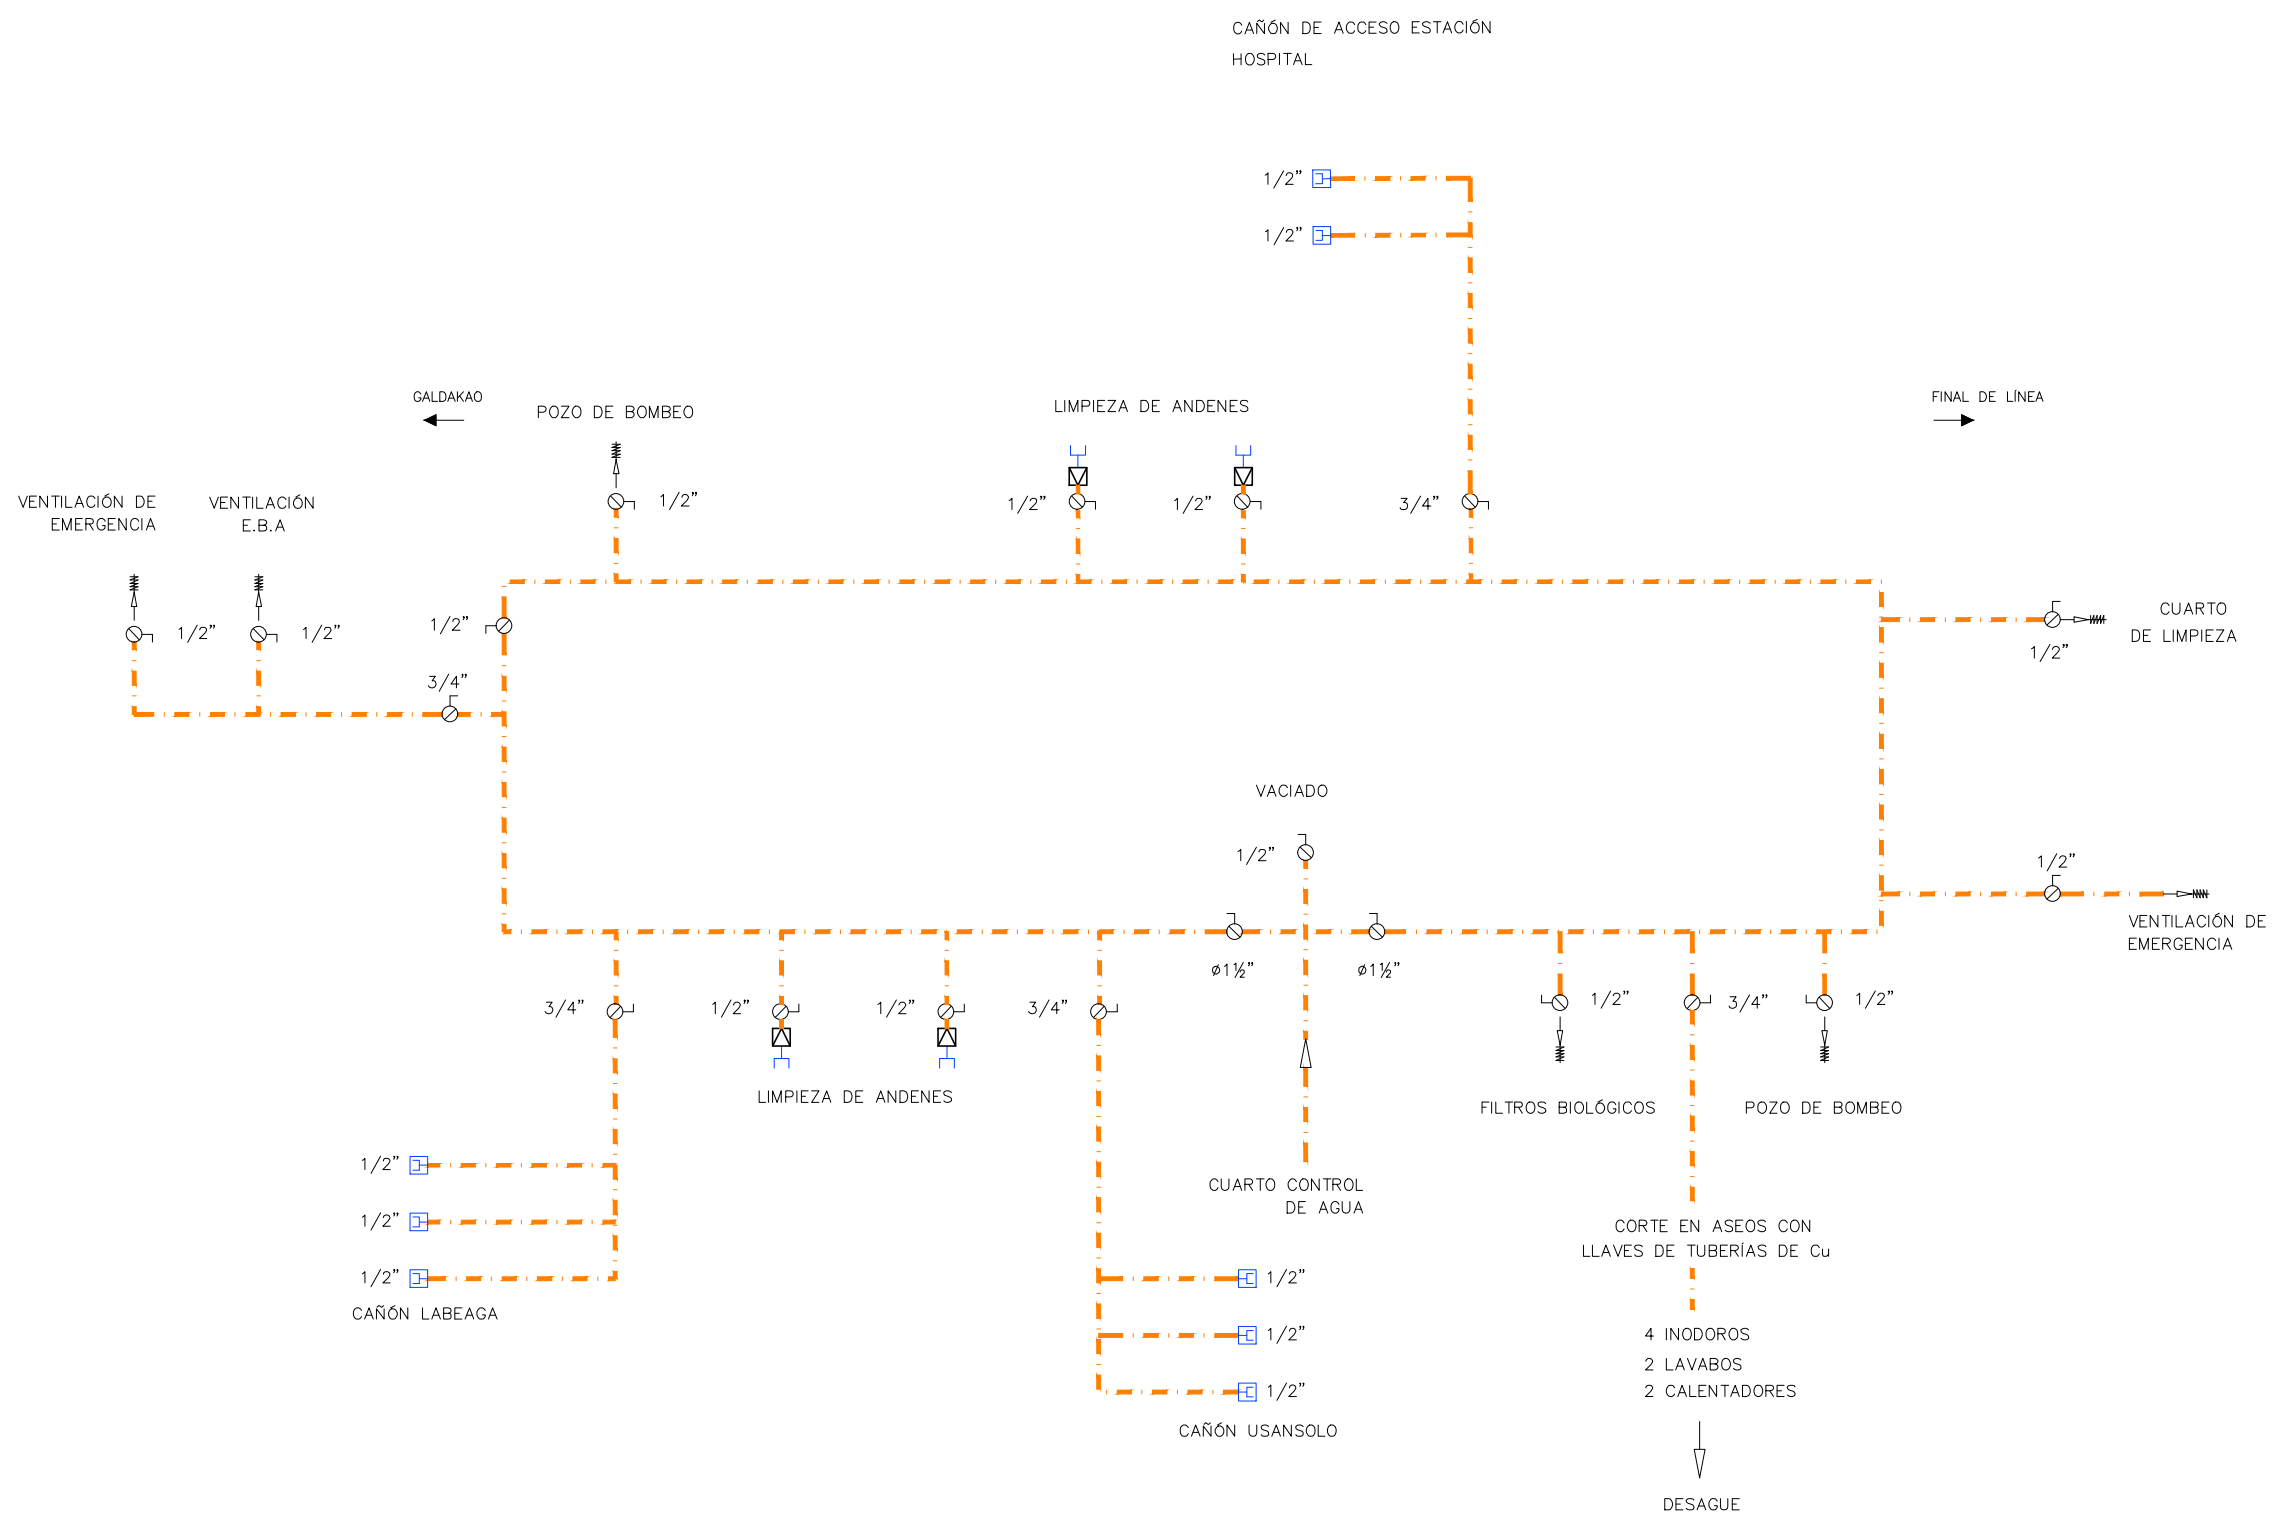 CAÑÓN DE ACCESO ESTACIÓN
HOSPITAL
1/2"
1/2"
GALDAKAO
POZO DE BOMBEO
LIMPIEZA DE ANDENES
FINAL DE LÍNEA
VENTILACIÓN DE
EMERGENCIA
VENTILACIÓN
E.B.A
1/2"
1/2"
1/2"
3/4"
1/2"
1/2"
1/2"
3/4"
CUARTO
DE LIMPIEZA
1/2"
VACIADO
1/2"
1/2"
VENTILACIÓN DE
EMERGENCIA
ø1½"
ø1½"
3/4"
1/2"
1/2"
3/4"
1/2"
3/4"
1/2"
LIMPIEZA DE ANDENES
FILTROS BIOLÓGICOS
POZO DE BOMBEO
1/2"
1/2"
1/2"
CAÑÓN LABEAGA
CUARTO CONTROL
DE AGUA
CORTE EN ASEOS CON
LLAVES DE TUBERÍAS DE Cu
1/2"
1/2"
1/2"
CAÑÓN USANSOLO
4 INODOROS
2 LAVABOS
2 CALENTADORES
DESAGUE